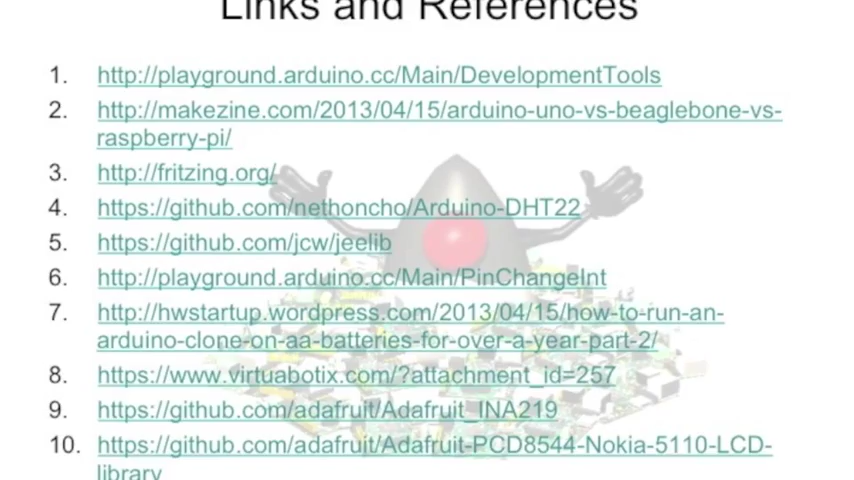 Links and References
1. http://playground.arduino.cc/Main/DevelopmentTools
2. http://makezine.com/2013/04/15/arduino-uno-vs-beaglebone-vs-
raspberry-pi/
3. http://fritzing.org/
4. https://github.com/nethoncho/Arduino-DHT22
5. https://github.com/jcw/jeelib
6. http://playground.arduino.cc/Main/PinChangeInt
7. http://hwstartup.wordpress.com/2013/04/15/how-to-run-an-
arduino-clone-on-aa-batteries-for-over-a-year-part-2/
8. https://www.virtuabotix.com/?attachment_id=257
9. https://github.com/adafruit/Adafruit_INA219
10. https://github.com/adafruit/Adafruit-PCD8544-Nokia-5110-LCD-
library